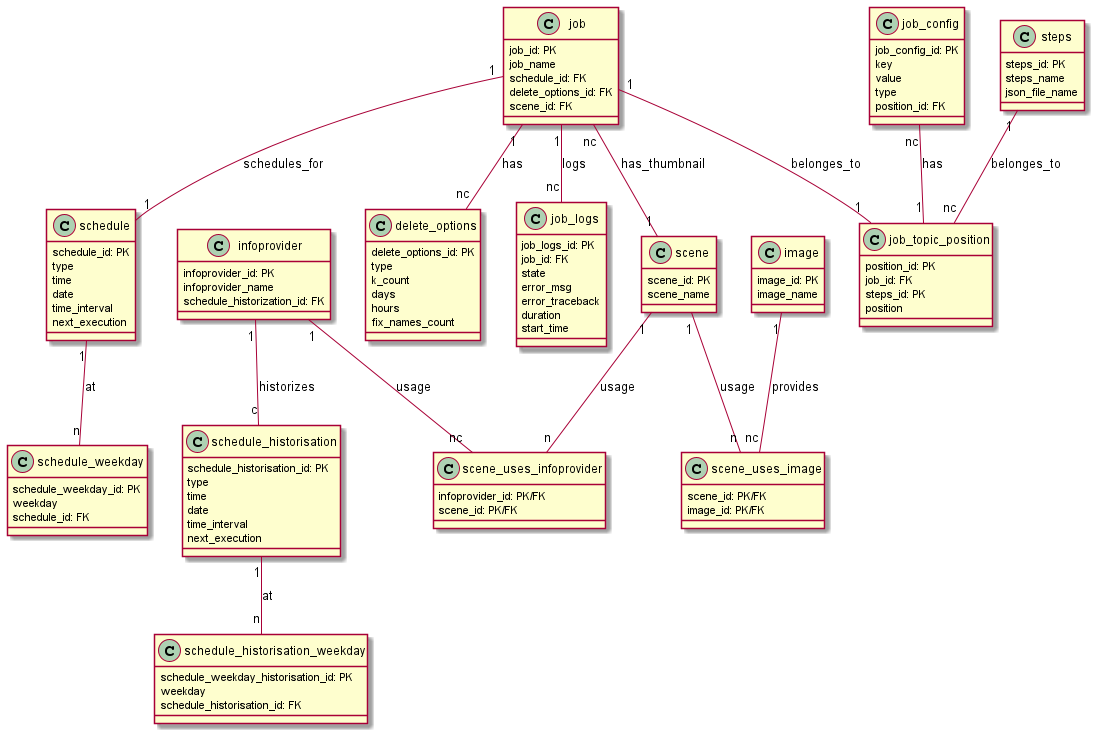 C job
job_id: PK
job_name
schedule_id: FK
delete_options_id: FK
scene_id: FK
C job_config
job_config_id: PK
key
value
type
position_id: FK
C steps
steps_id: PK
steps_name
json_file_name
1
schedules_for
1
1
has
nc
1
logs
nc
nc
has_thumbnail
1
1
belonges_to
1
nc
has
1
1
belonges_to
nc
C schedule
schedule_id: PK
type
time
date
time_interval
next_execution
C infoprovider
infoprovider_id: PK
infoprovider_name
schedule_historization_id: FK
C delete_options
delete_options_id: PK
type
k_count
days
hours
fix_names_count
C job_logs
job_logs_id: PK
job_id: FK
state
error_msg
error_traceback
duration
start_time
C scene
scene_id: PK
scene_name
C image
image_id: PK
image_name
C job_topic_position
position_id: PK
job_id: FK
steps_id: PK
position
1
at
n
1
historizes
c
1
usage
nc
1
usage
n
1
usage
n
1
provides
nc
C schedule_weekday
schedule_weekday_id: PK
weekday
schedule_id: FK
C schedule_historisation
schedule_historisation_id: PK
type
time
date
time_interval
next_execution
C scene_uses_infoprovider
infoprovider_id: PK/FK
scene_id: PK/FK
C scene_uses_image
scene_id: PK/FK
image_id: PK/FK
1
at
n
C schedule_historisation_weekday
schedule_weekday_historisation_id: PK
weekday
schedule_historisation_id: FK